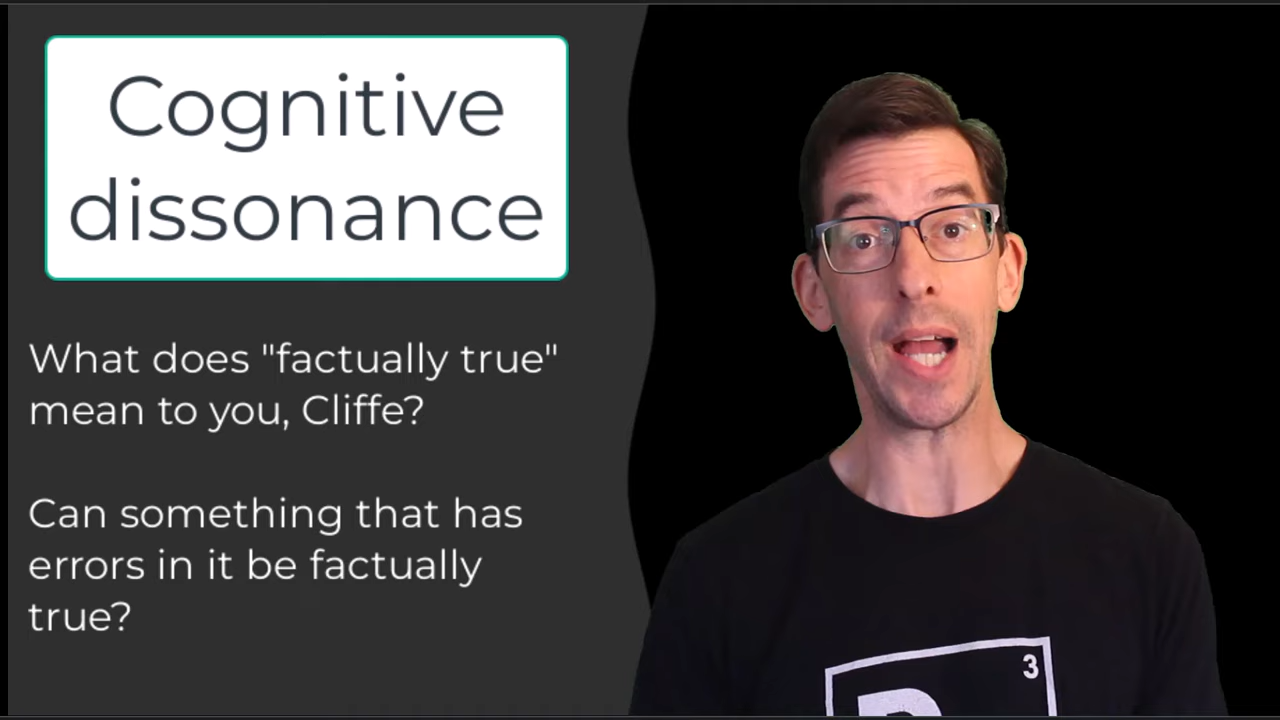 Cognitive
dissonance
What does "factually true"
mean to you, Cliffe?
Can something that has
errors in it be factually
true?
3